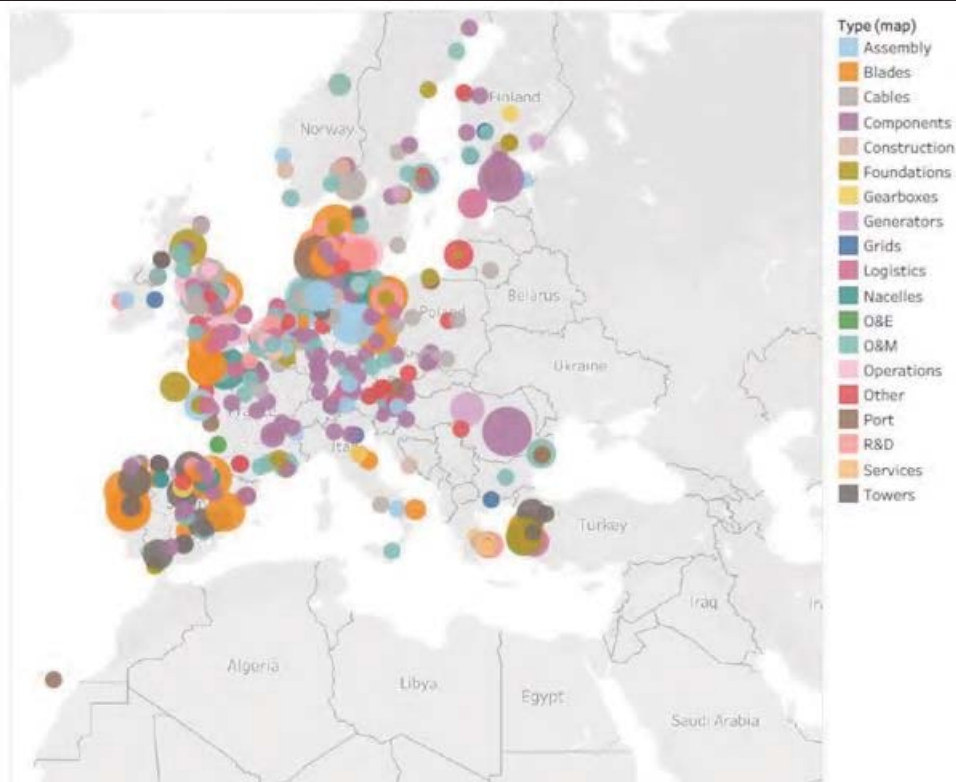 Type (map)
Assembly
Blades
Cables
Components
Construction
Foundations
Gearboxes
Generators
Grids
Logistics
Nacelles
O&E
O&M
Operations
Other
Port
R&D
Services
Towers
Finland
Norway
Belarus
Poland
Ukraine
Turkey
Iraq
Algeria
Libya
Egypt
Saudi Arabia